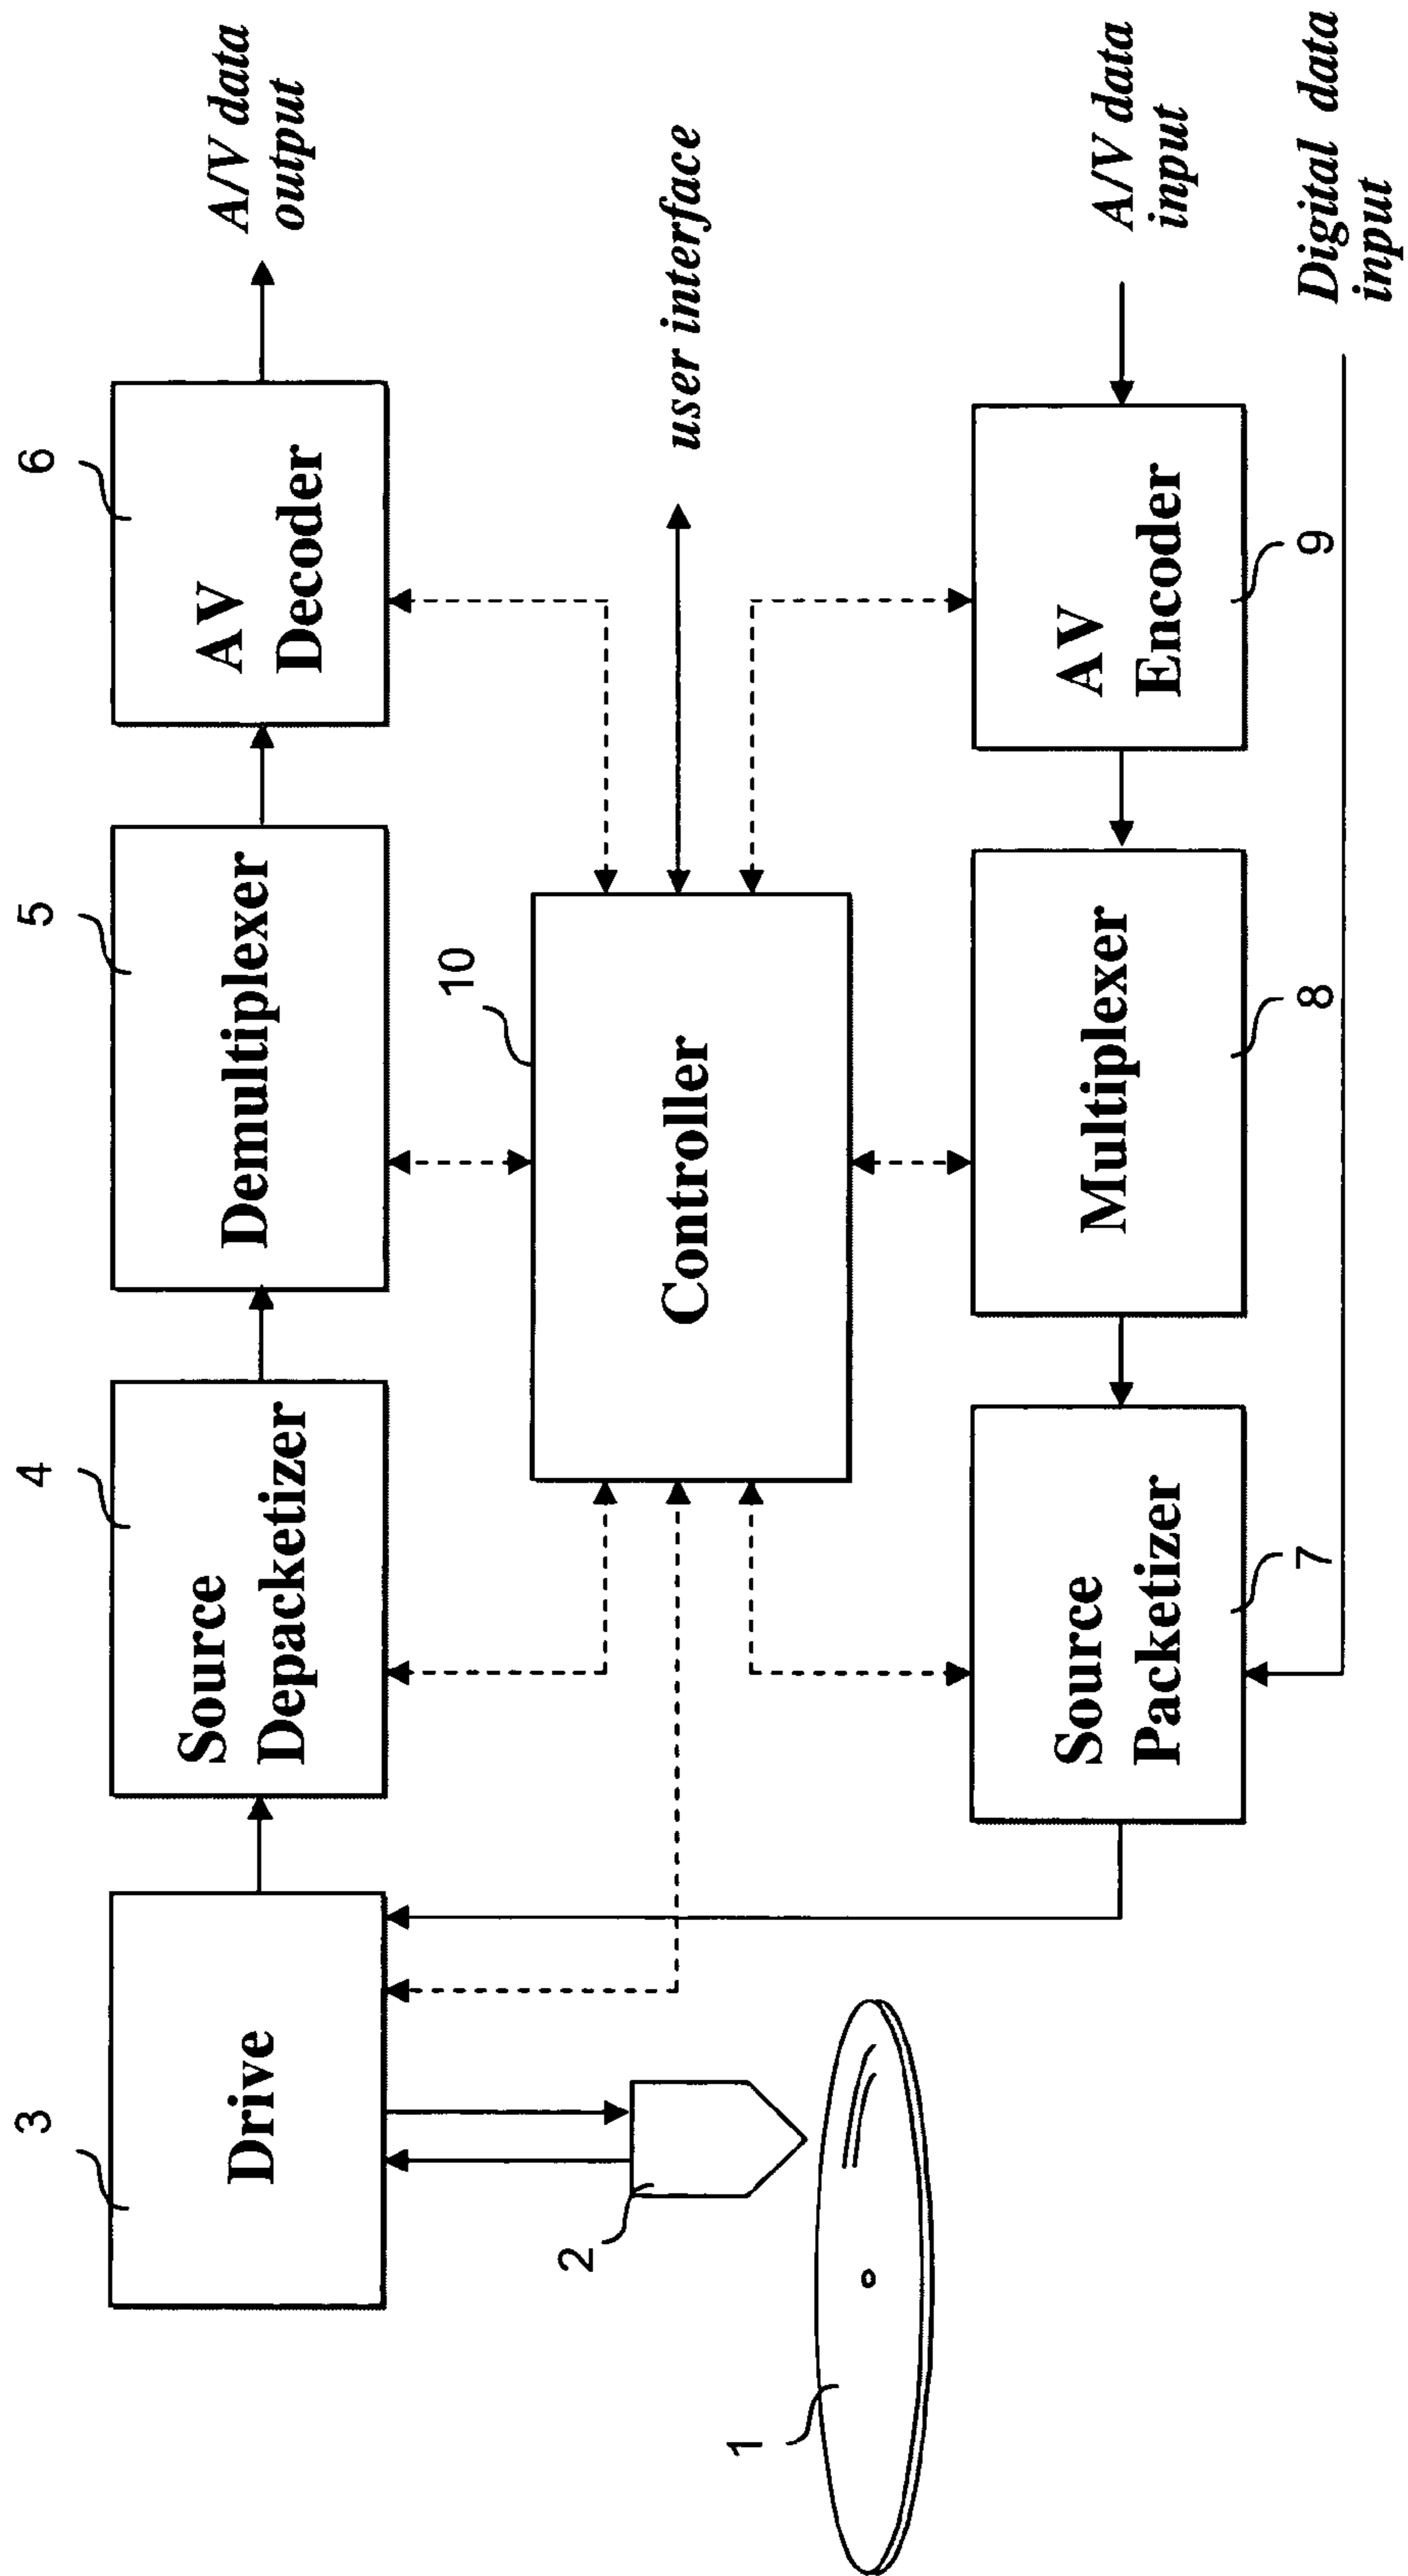 3
4
5
6
Drive
Source
Depacketizer
Demultiplexer
AV
Decoder
A/V data
output
2
10
Controller
user interface
1
Source
Packetizer
Multiplexer
AV
Encoder
A/V data
input
7
8
9
Digital data
input